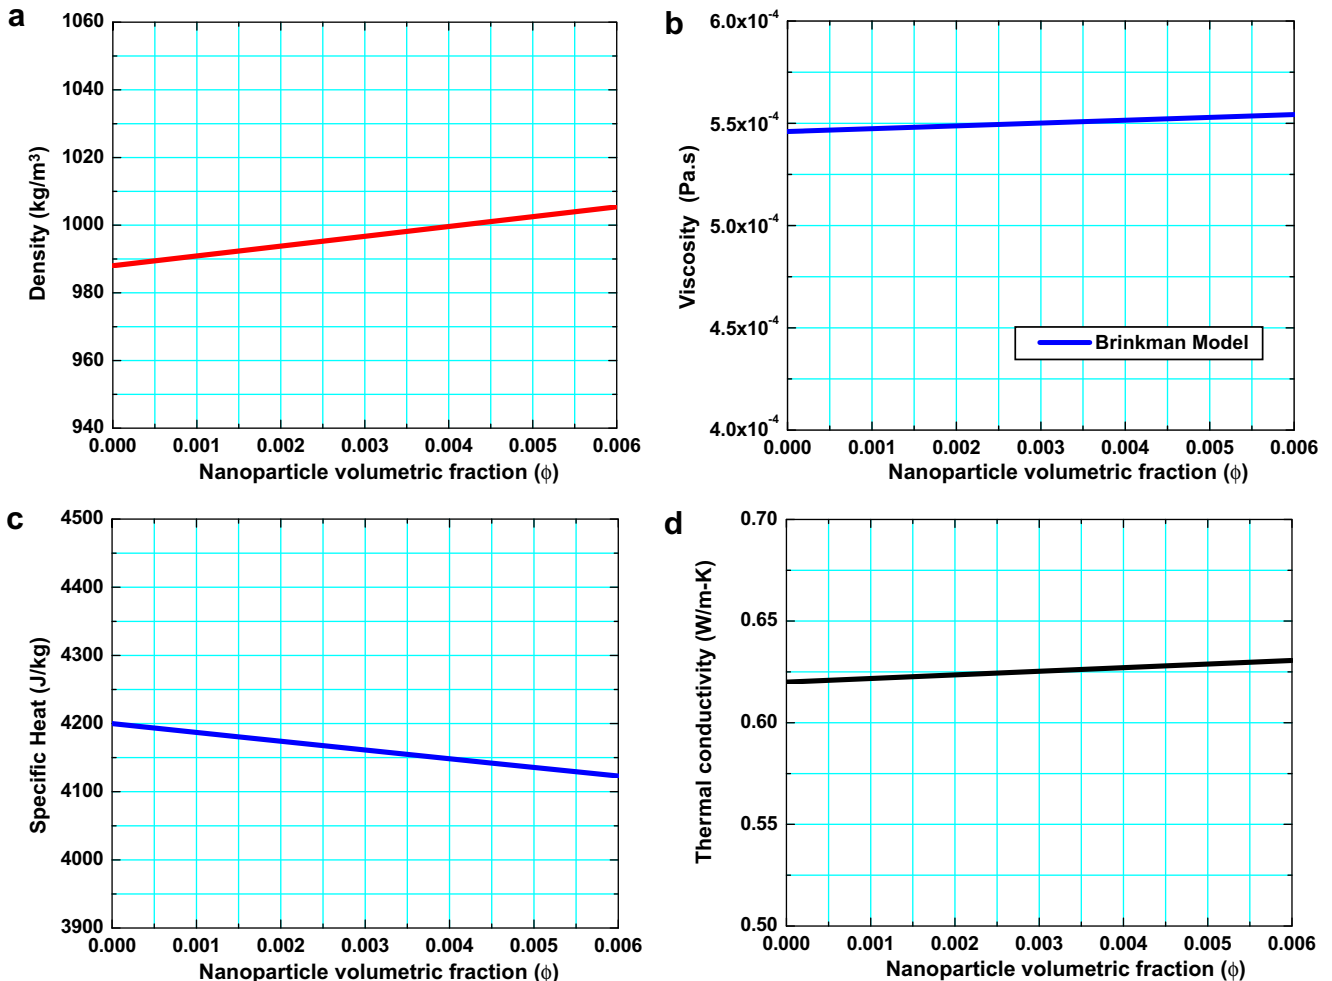 a
1060
1040
1020
1000
980
960
940
Density (kg/m³)
0.000 0.001 0.002 0.003 0.004 0.005 0.006
Nanoparticle volumetric fraction (ϕ)
b
6.0x10⁻⁴
5.5x10⁻⁴
5.0x10⁻⁴
4.5x10⁻⁴
4.0x10⁻⁴
Viscosity (Pa.s)
Brinkman Model
0.000 0.001 0.002 0.003 0.004 0.005 0.006
Nanoparticle volumetric fraction (ϕ)
c
4500
4400
4300
4200
4100
4000
3900
Specific Heat (J/kg)
0.000 0.001 0.002 0.003 0.004 0.005 0.006
Nanoparticle volumetric fraction (ϕ)
d
0.70
0.65
0.60
0.55
0.50
Thermal conductivity (W/m-K)
0.000 0.001 0.002 0.003 0.004 0.005 0.006
Nanoparticle volumetric fraction (ϕ)